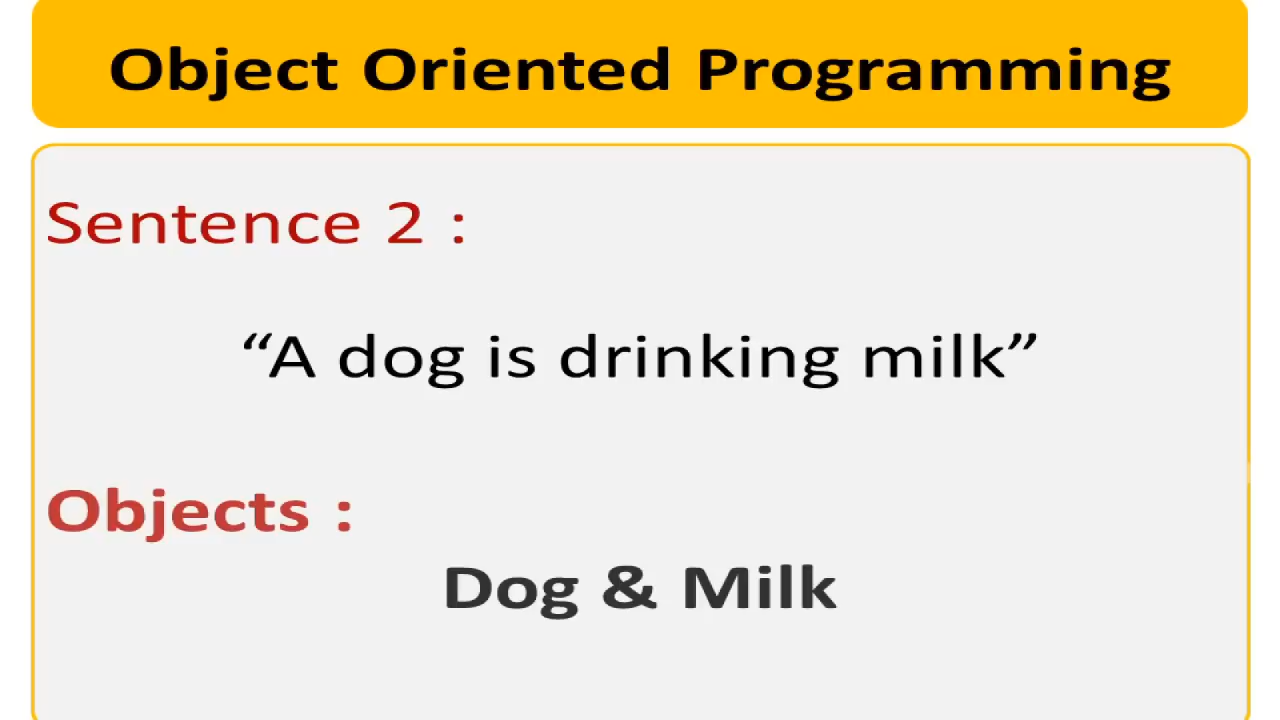 Object Oriented Programming
Sentence 2 :
“A dog is drinking milk”
Objects :
Dog & Milk